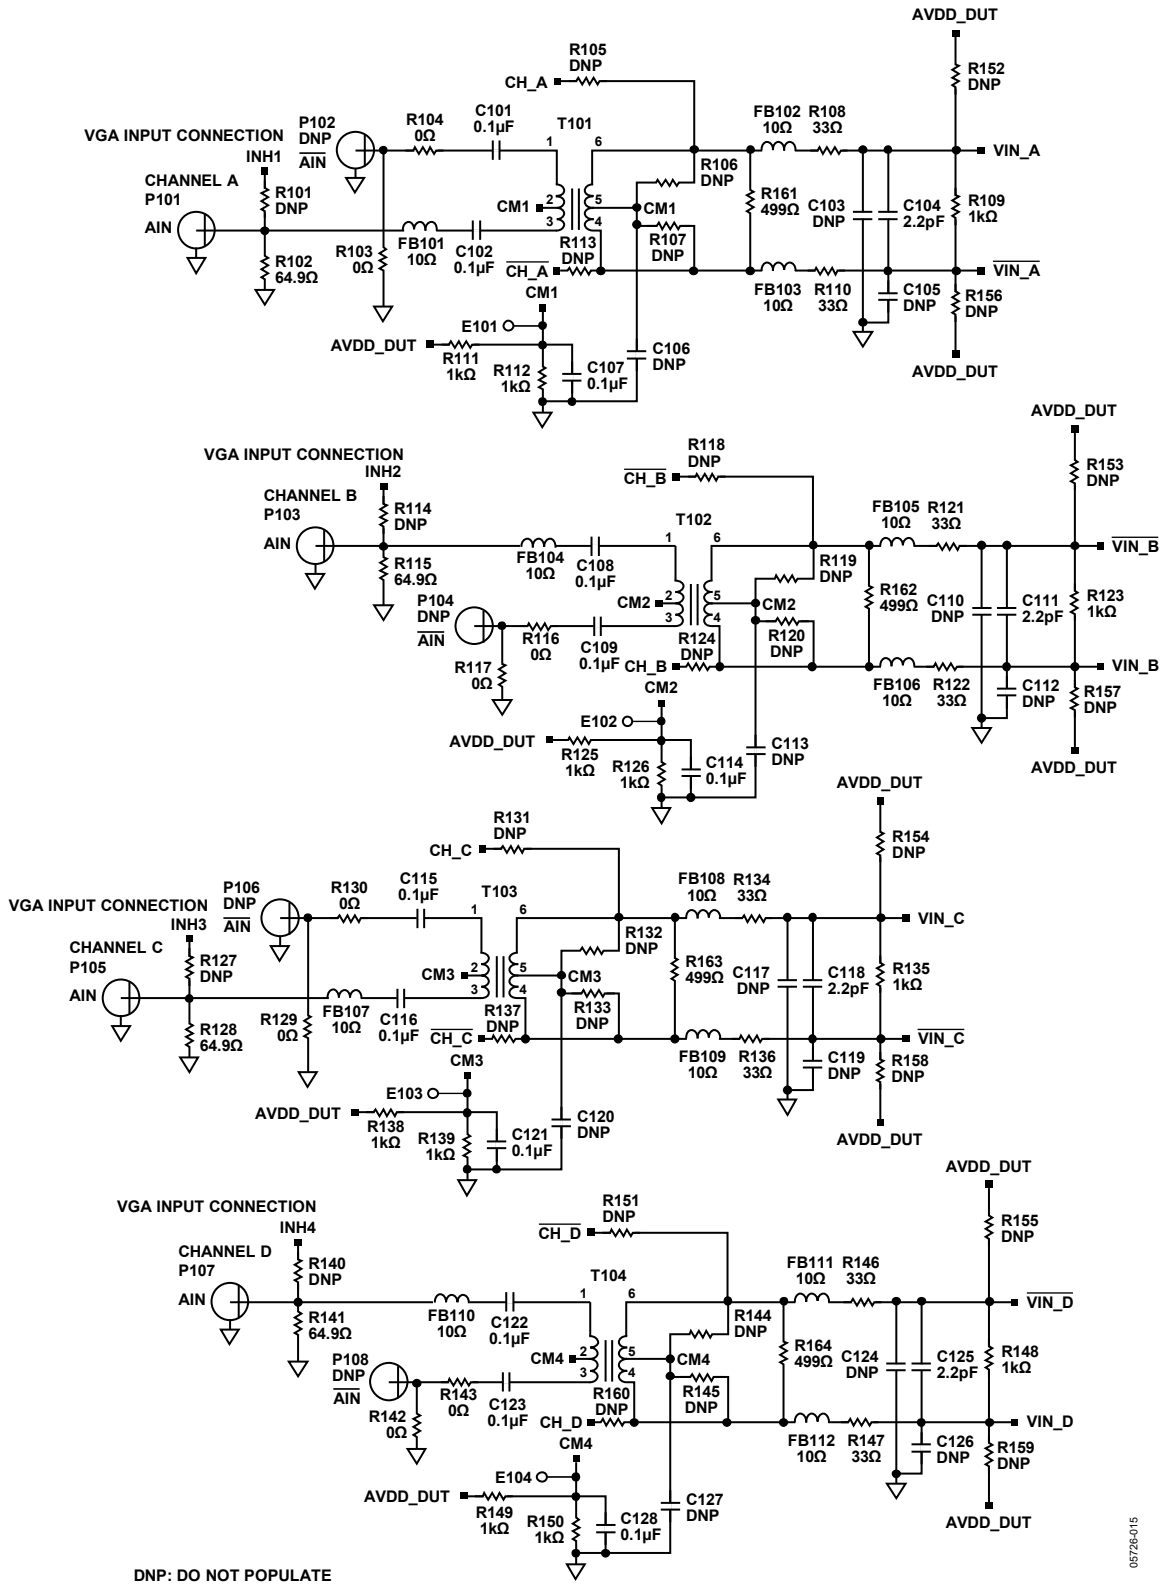 AVDD_DUT
R152
DNP
R105
DNP
CH_A
VGA INPUT CONNECTION
INH1
P102
DNP
AIN
R104
0Ω
C101
0.1µF
T101
1
2
3
6
5
4
FB102
10Ω
R108
33Ω
VIN_A
CHANNEL A
P101
AIN
R101
DNP
R102
64.9Ω
R103
0Ω
FB101
10Ω
C102
0.1µF
CM1
CM1
R106
DNP
R107
DNP
R113
DNP
CH_A
R161
499Ω
C103
DNP
C104
2.2pF
R109
1kΩ
VIN_A
FB103
10Ω
R110
33Ω
C105
DNP
R156
DNP
AVDD_DUT
CM1
E101
AVDD_DUT
R111
1kΩ
R112
1kΩ
C107
0.1µF
C106
DNP
AVDD_DUT
R153
DNP
R118
DNP
CH_B
VGA INPUT CONNECTION
INH2
CHANNEL B
P103
AIN
R114
DNP
R115
64.9Ω
FB104
10Ω
C108
0.1µF
T102
1
2
3
6
5
4
FB105
10Ω
R121
33Ω
VIN_B
P104
DNP
AIN
R116
0Ω
R117
0Ω
C109
0.1µF
CM2
CM2
R119
DNP
R120
DNP
R124
DNP
CH_B
R162
499Ω
C110
DNP
C111
2.2pF
R123
1kΩ
VIN_B
FB106
10Ω
R122
33Ω
C112
DNP
R157
DNP
AVDD_DUT
CM2
E102
AVDD_DUT
R125
1kΩ
R126
1kΩ
C114
0.1µF
C113
DNP
AVDD_DUT
R154
DNP
R131
DNP
CH_C
VGA INPUT CONNECTION
INH3
P106
DNP
AIN
R130
0Ω
C115
0.1µF
T103
1
2
3
6
5
4
FB108
10Ω
R134
33Ω
VIN_C
CHANNEL C
P105
AIN
R127
DNP
R128
64.9Ω
R129
0Ω
FB107
10Ω
C116
0.1µF
CM3
CM3
R132
DNP
R133
DNP
R137
DNP
CH_C
R163
499Ω
C117
DNP
C118
2.2pF
R135
1kΩ
VIN_C
FB109
10Ω
R136
33Ω
C119
DNP
R158
DNP
AVDD_DUT
CM3
E103
AVDD_DUT
R138
1kΩ
R139
1kΩ
C121
0.1µF
C120
DNP
AVDD_DUT
R155
DNP
R151
DNP
CH_D
VGA INPUT CONNECTION
INH4
CHANNEL D
P107
AIN
R140
DNP
R141
64.9Ω
FB110
10Ω
C122
0.1µF
T104
1
2
3
6
5
4
FB111
10Ω
R146
33Ω
VIN_D
P108
DNP
AIN
R143
0Ω
R142
0Ω
C123
0.1µF
CM4
CM4
R144
DNP
R145
DNP
R160
DNP
CH_D
R164
499Ω
C124
DNP
C125
2.2pF
R148
1kΩ
VIN_D
FB112
10Ω
R147
33Ω
C126
DNP
R159
DNP
AVDD_DUT
CM4
E104
AVDD_DUT
R149
1kΩ
R150
1kΩ
C128
0.1µF
C127
DNP
DNP: DO NOT POPULATE
05726-015